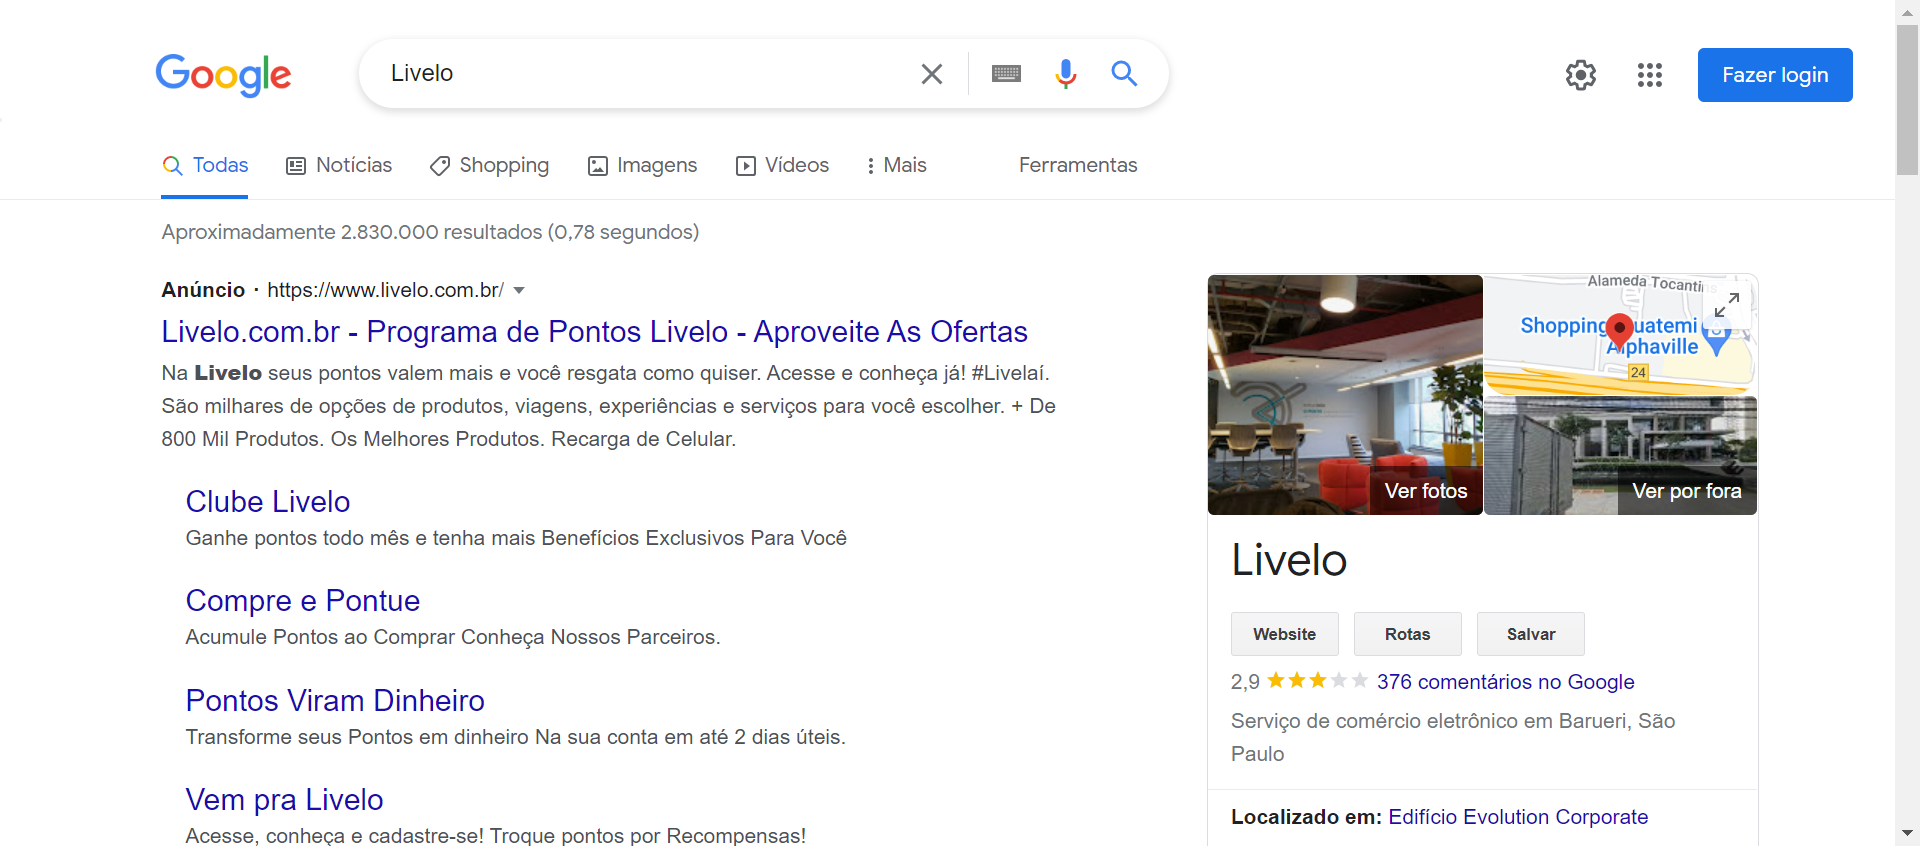 Google
Livelo
Fazer login
Todas
Notícias
Shopping
Imagens
Vídeos
Mais
Ferramentas
Aproximadamente 2.830.000 resultados (0,78 segundos)
Anúncio · https://www.livelo.com.br/
Livelo.com.br - Programa de Pontos Livelo - Aproveite As Ofertas
Na Livelo seus pontos valem mais e você resgata como quiser. Acesse e conheça já! #Livelaí.
São milhares de opções de produtos, viagens, experiências e serviços para você escolher. + De
800 Mil Produtos. Os Melhores Produtos. Recarga de Celular.
Clube Livelo
Ganhe pontos todo mês e tenha mais Benefícios Exclusivos Para Você
Compre e Pontue
Acumule Pontos ao Comprar Conheça Nossos Parceiros.
Pontos Viram Dinheiro
Transforme seus Pontos em dinheiro Na sua conta em até 2 dias úteis.
Vem pra Livelo
Acesse, conheça e cadastre-se! Troque pontos por Recompensas!
Alameda
Shopping
Alphaville
24
Ver fotos
Ver por fora
Livelo
Website
Rotas
Salvar
2,9 376 comentários no Google
Serviço de comércio eletrônico em Barueri, São
Paulo
Localizado em: Edifício Evolution Corporate